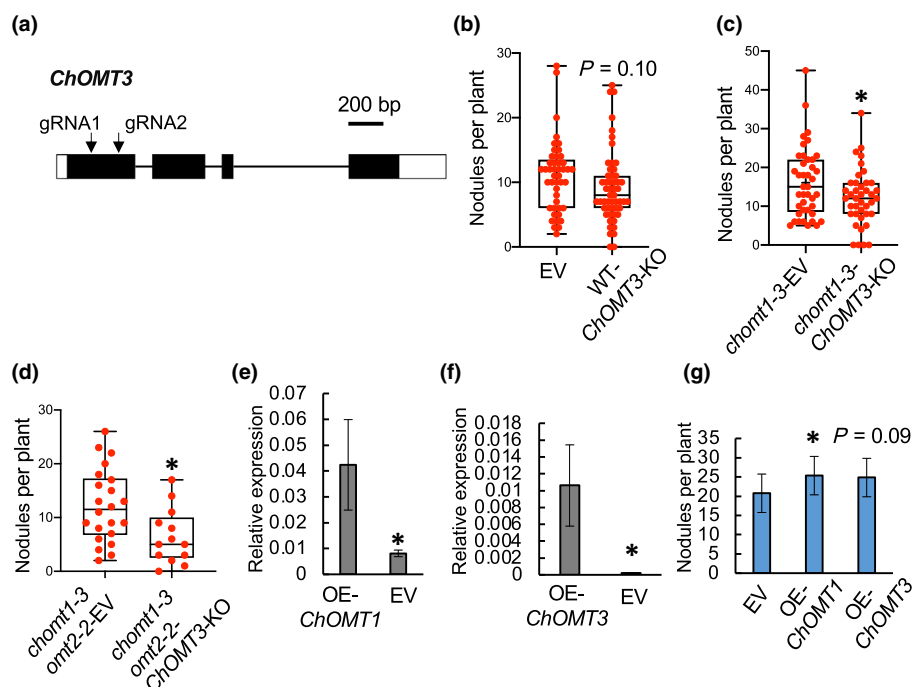 (a)
ChOMT3
200 bp
gRNA1
gRNA2
(b)
Nodules per plant
30
20
10
0
P = 0.10
EV
WT-
ChOMT3-KO
(c)
Nodules per plant
50
40
30
20
10
0
*
chomt1-3-EV
chomt1-3-
ChOMT3-KO
(d)
Nodules per plant
30
20
10
0
*
chomt1-3
omt2-2-EV
chomt1-3
omt2-2-
ChOMT3-KO
(e)
Relative expression
0.07
0.06
0.05
0.04
0.03
0.02
0.01
0
*
OE-
ChOMT1
EV
(f)
Relative expression
0.018
0.016
0.014
0.012
0.01
0.008
0.006
0.004
0.002
0
*
OE-
ChOMT3
EV
(g)
Nodules per plant
35
30
25
20
15
10
5
0
*
P = 0.09
EV
OE-
ChOMT1
OE-
ChOMT3